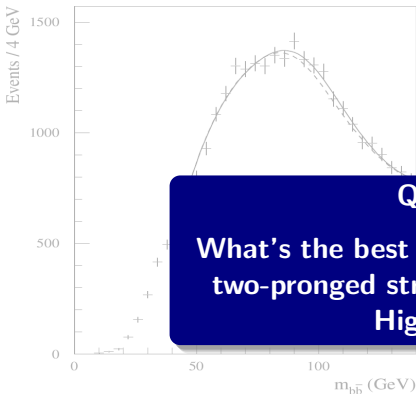 Events / 4 GeV
1500
1000
500
0
0
50
100
m_bb̅ (GeV)
Q
What's the best
two-pronged str
Hig